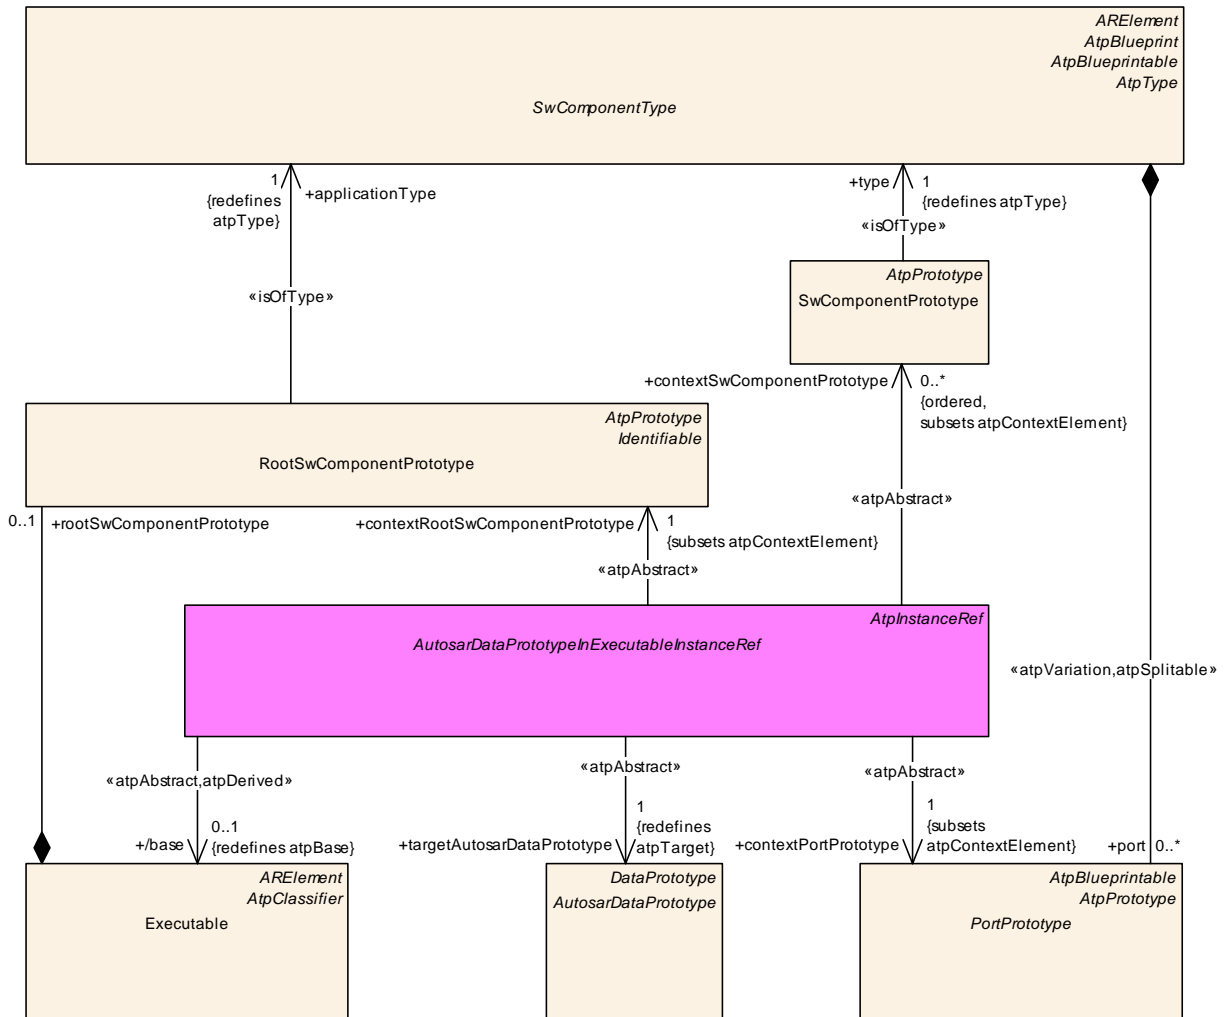 ARElement
AtpBlueprint
AtpBlueprintable
AtpType
SwComponentType
1
{redefines
atpType}
+applicationType
+type
1
{redefines atpType}
«isOfType»
«isOfType»
AtpPrototype
SwComponentPrototype
+contextSwComponentPrototype
0..*
{ordered,
subsets atpContextElement}
AtpPrototype
Identifiable
RootSwComponentPrototype
«atpAbstract»
0..1
+rootSwComponentPrototype
+contextRootSwComponentPrototype
1
{subsets atpContextElement}
«atpAbstract»
AtpInstanceRef
AutosarDataPrototypeInExecutableInstanceRef
«atpVariation,atpSplitable»
«atpAbstract,atpDerived»
«atpAbstract»
«atpAbstract»
+/base
0..1
{redefines atpBase}
+targetAutosarDataPrototype
1
{redefines
atpTarget}
+contextPortPrototype
1
{subsets
atpContextElement}
+port
0..*
ARElement
AtpClassifier
Executable
DataPrototype
AutosarDataPrototype
AtpBlueprintable
AtpPrototype
PortPrototype